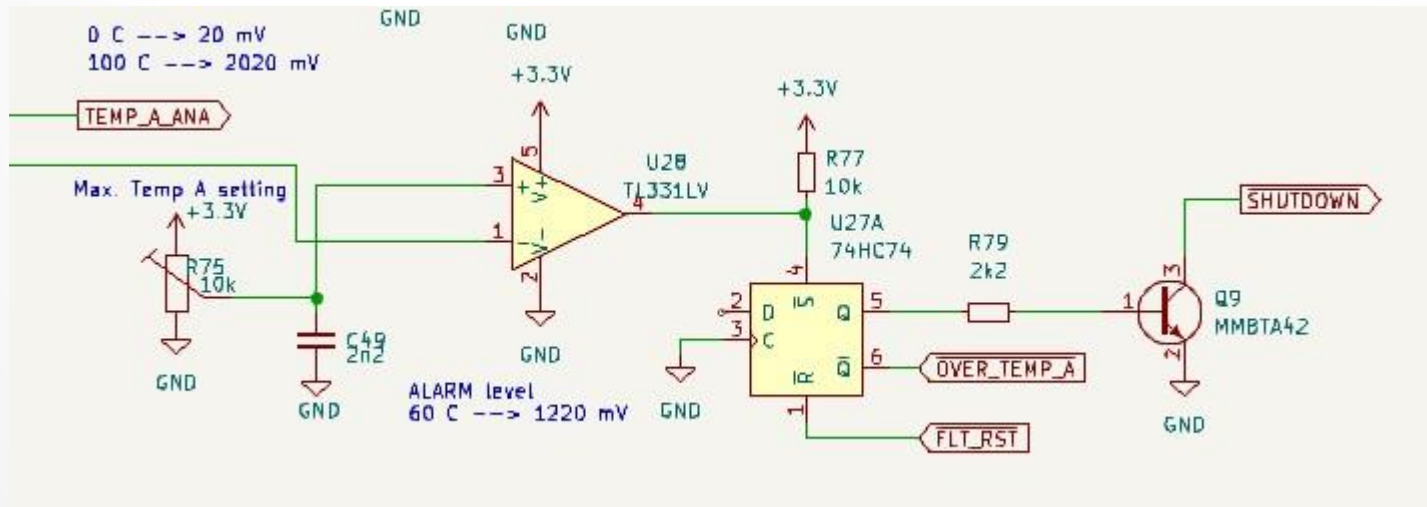 GND
GND
0 C --> 20 mV
100 C --> 2020 mV
+3.3V
+3.3V
TEMP_A_ANA
5
U28
TL331LV
R77
10k
3
+
V+
4
Max. Temp A setting
+3.3V
SHUTDOWN
1
-
V-
2
U27A
74HC74
R79
2k2
R75
10k
4
3
2
D
S
Q
5
1
Q9
MMBTA42
3
C
C49
2n2
GND
R
Q
6
OVER_TEMP_A
2
GND
GND
ALARM level
60 C --> 1220 mV
GND
1
GND
FLT_RST